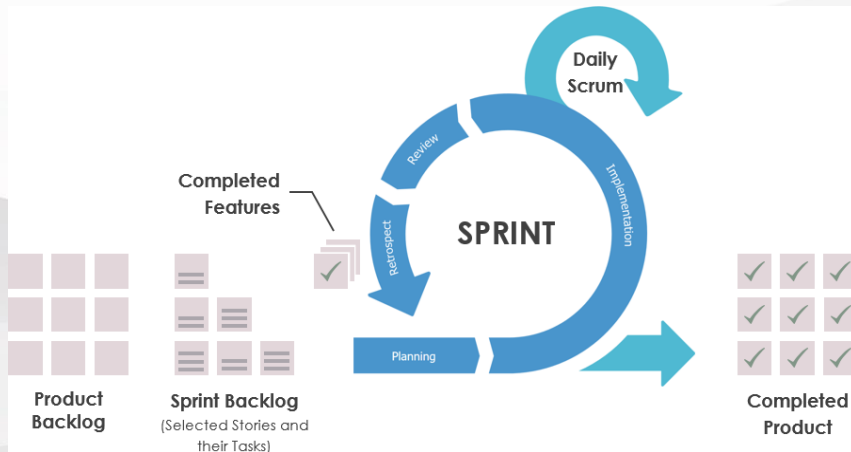 Daily
Scrum
Review
Implementation
Completed
Features
SPRINT
Retrospect
Planning
Product
Backlog
Sprint Backlog
(Selected Stories and
their Tasks)
Completed
Product